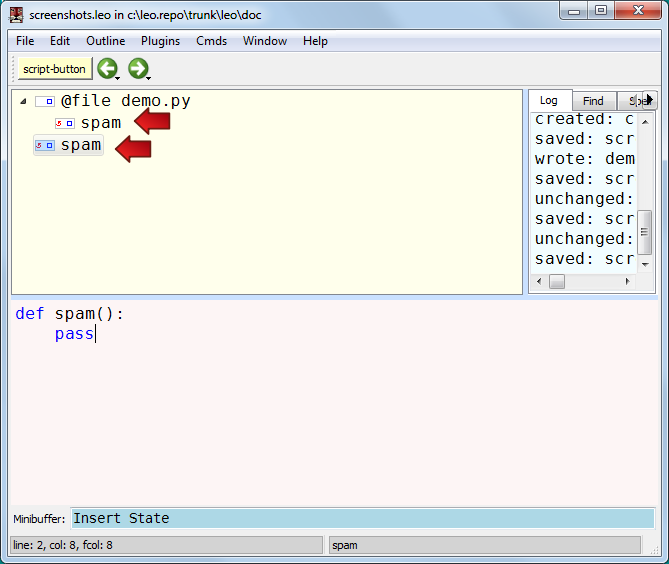 screenshots.leo in c:\leo.repo\trunk\leo\doc
File Edit Outline Plugins Cmds Window Help
script-button
@file demo.py
spam
spam
Log Find
created: c
saved: scr
wrote: dem
saved: scr
unchanged:
saved: scr
unchanged:
saved: scr
def spam():
    pass
Minibuffer: Insert State
line: 2, col: 8, fcol: 8 spam